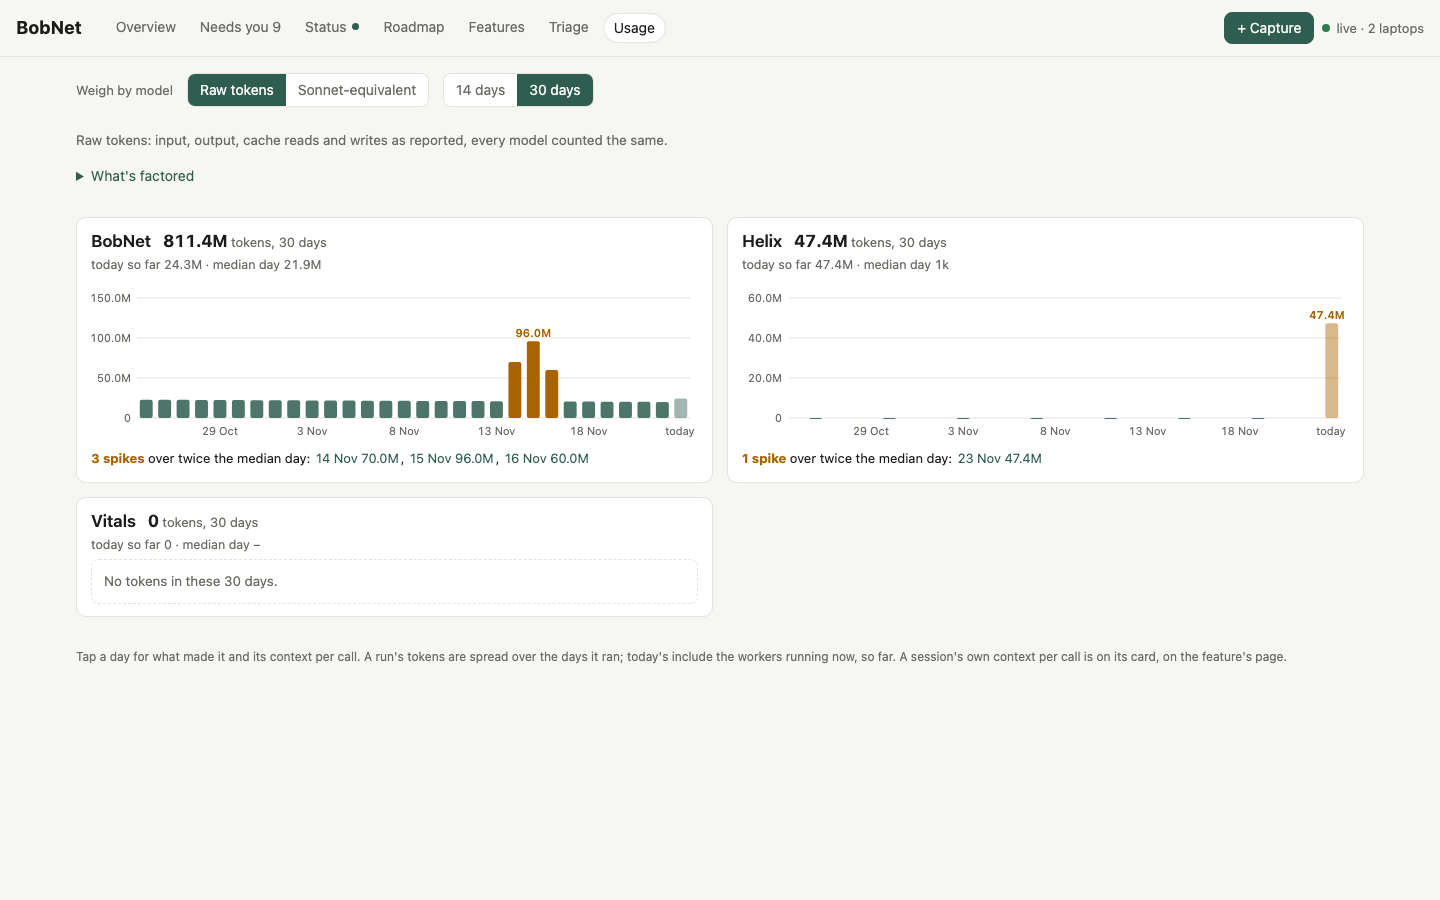 BobNet Overview Needs you 9 Status Roadmap Features Triage Usage + Capture live · 2 laptops
Weigh by model Raw tokens Sonnet-equivalent 14 days 30 days
Raw tokens: input, output, cache reads and writes as reported, every model counted the same.
What's factored
BobNet 811.4M tokens, 30 days
today so far 24.3M · median day 21.9M
150.0M
100.0M
50.0M
0
96.0M
29 Oct 3 Nov 8 Nov 13 Nov 18 Nov today
3 spikes over twice the median day: 14 Nov 70.0M, 15 Nov 96.0M, 16 Nov 60.0M
Helix 47.4M tokens, 30 days
today so far 47.4M · median day 1k
60.0M
40.0M
20.0M
0
47.4M
29 Oct 3 Nov 8 Nov 13 Nov 18 Nov today
1 spike over twice the median day: 23 Nov 47.4M
Vitals 0 tokens, 30 days
today so far 0 · median day –
No tokens in these 30 days.
Tap a day for what made it and its context per call. A run's tokens are spread over the days it ran; today's include the workers running now, so far. A session's own context per call is on its card, on the feature's page.